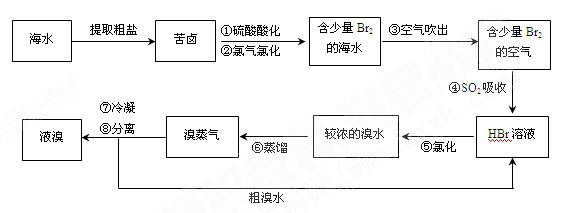 海水
提取粗盐
苦卤
①硫酸酸化
②氯气氯化
含少量Br₂
的海水
③空气吹出
含少量Br₂
的空气
④SO₂吸收
HBr溶液
⑤氯化
较浓的溴水
⑥蒸馏
溴蒸气
⑦冷凝
⑧分离
液溴
粗溴水